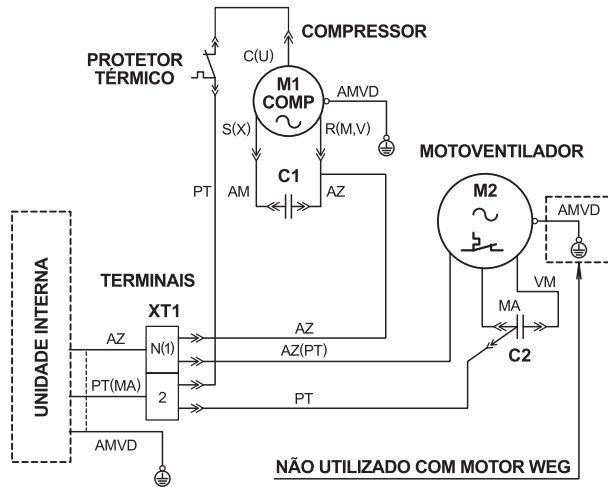 COMPRESSOR
PROTETOR
TÉRMICO
C(U)
M1
COMP
AMVD
S(X)
R(M,V)
C1
PT
AM
AZ
MOTOVENTILADOR
M2
AMVD
VM
MA
C2
UNIDADE INTERNA
TERMINAIS
XT1
AZ
N(1)
AZ
AZ(PT)
PT(MA)
2
PT
AMVD
NÃO UTILIZADO COM MOTOR WEG